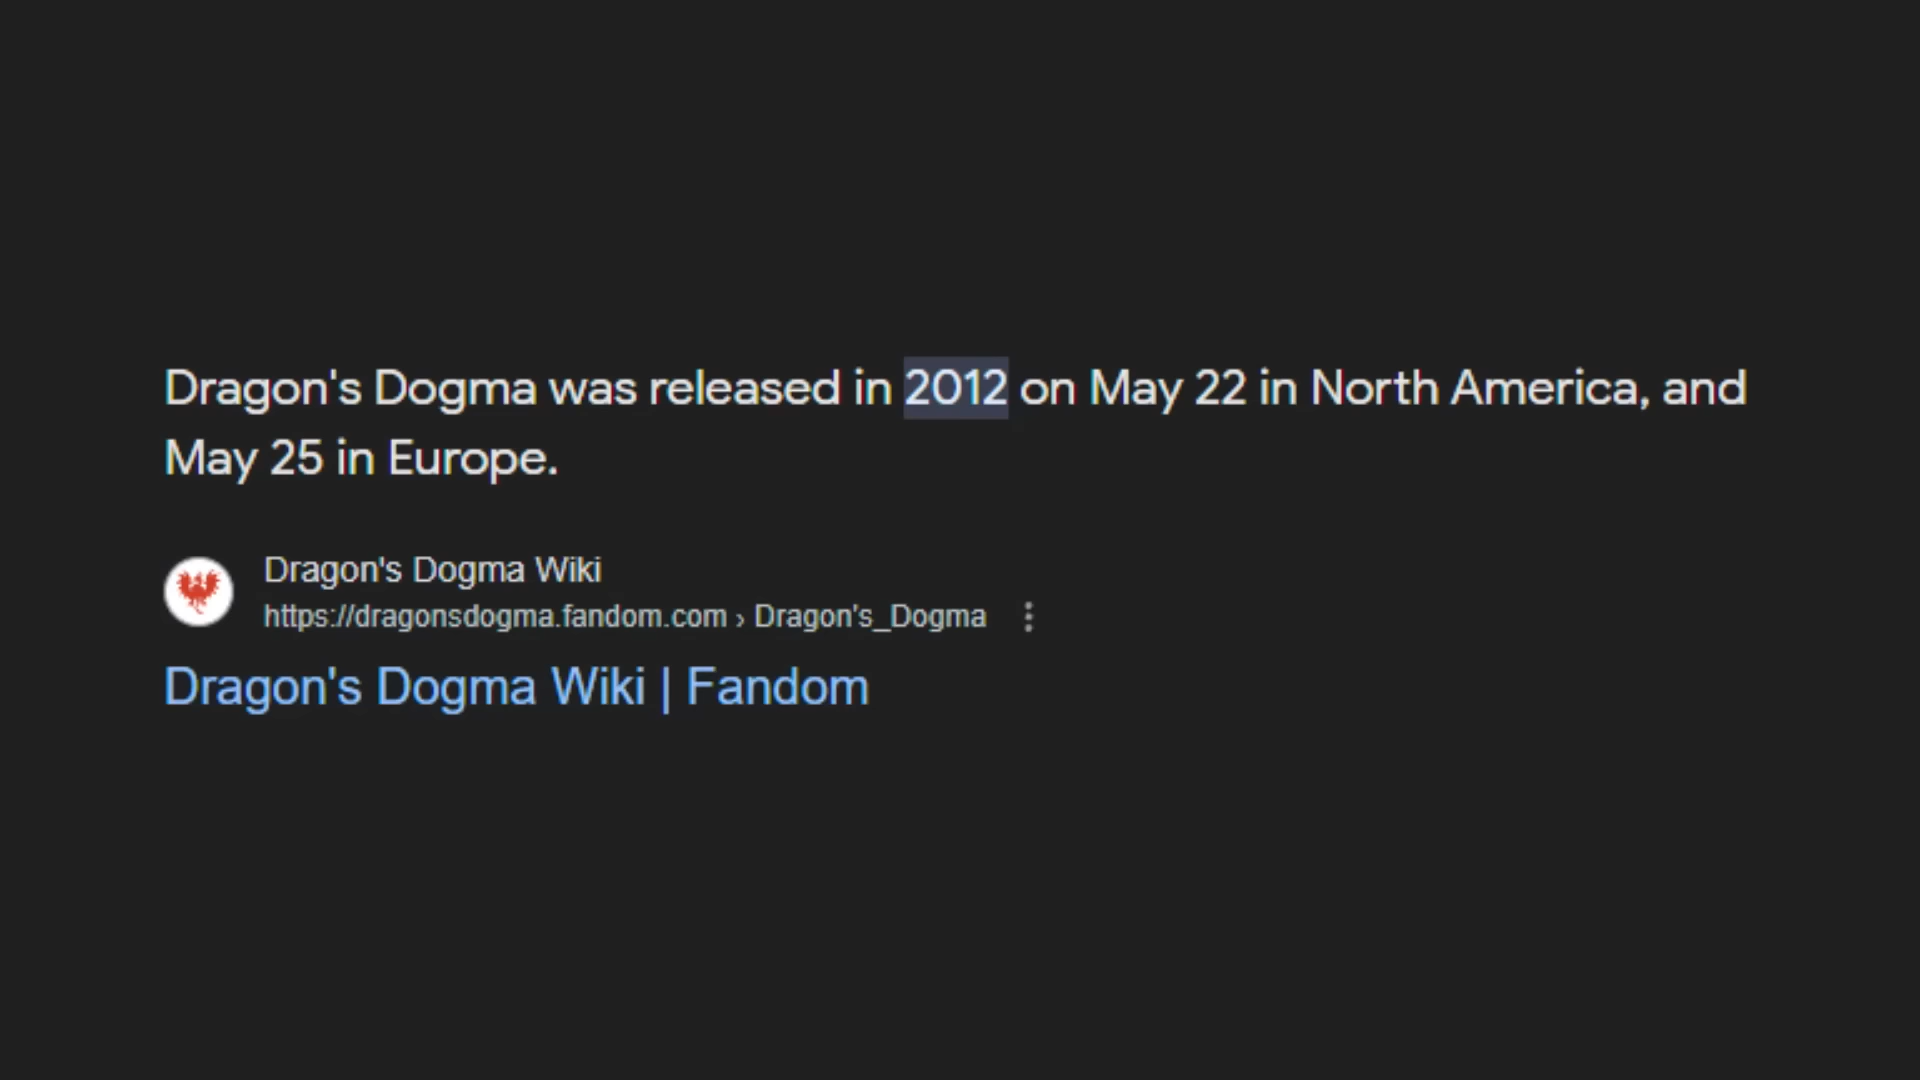 Dragon's Dogma was released in 2012 on May 22 in North America, and
May 25 in Europe.
Dragon's Dogma Wiki
https://dragonsdogma.fandom.com › Dragon's_Dogma
Dragon's Dogma Wiki | Fandom